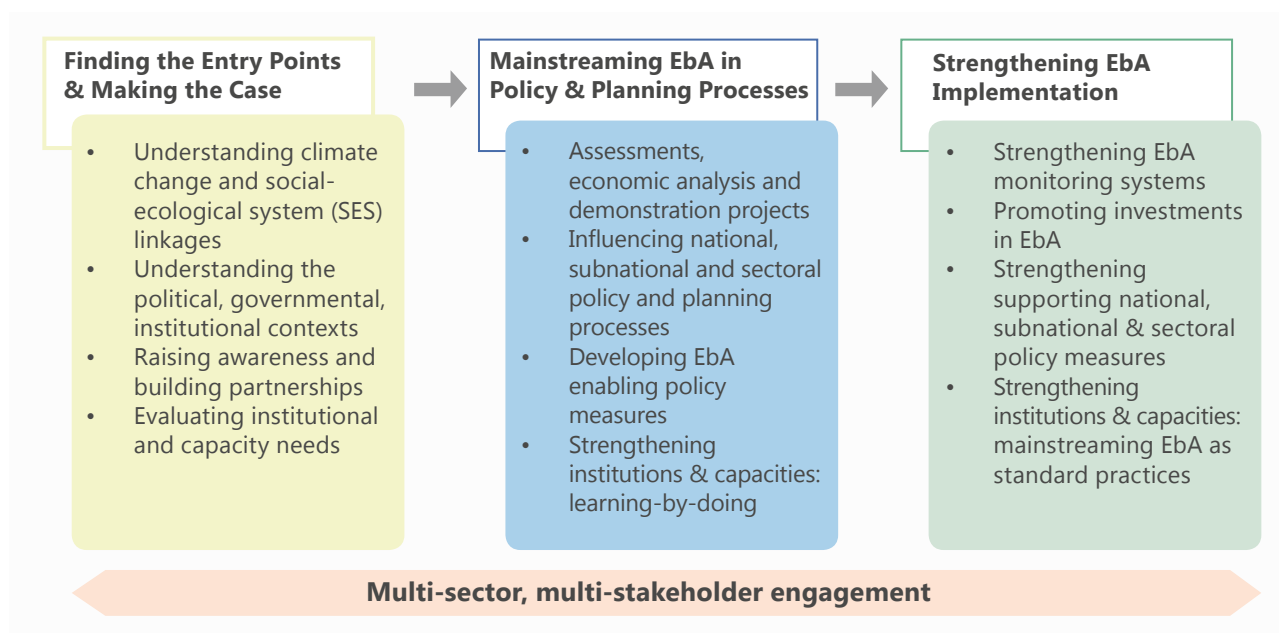 Finding the Entry Points
& Making the Case
• Understanding climate
change and social-
ecological system (SES)
linkages
• Understanding the
political, governmental,
institutional contexts
• Raising awareness and
building partnerships
• Evaluating institutional
and capacity needs
Mainstreaming EbA in
Policy & Planning Processes
• Assessments,
economic analysis and
demonstration projects
• Influencing national,
subnational and sectoral
policy and planning
processes
• Developing EbA
enabling policy
measures
• Strengthening
institutions & capacities:
learning-by-doing
Strengthening EbA
Implementation
• Strengthening EbA
monitoring systems
• Promoting investments
in EbA
• Strengthening
supporting national,
subnational & sectoral
policy measures
• Strengthening
institutions & capacities:
mainstreaming EbA as
standard practices
Multi-sector, multi-stakeholder engagement